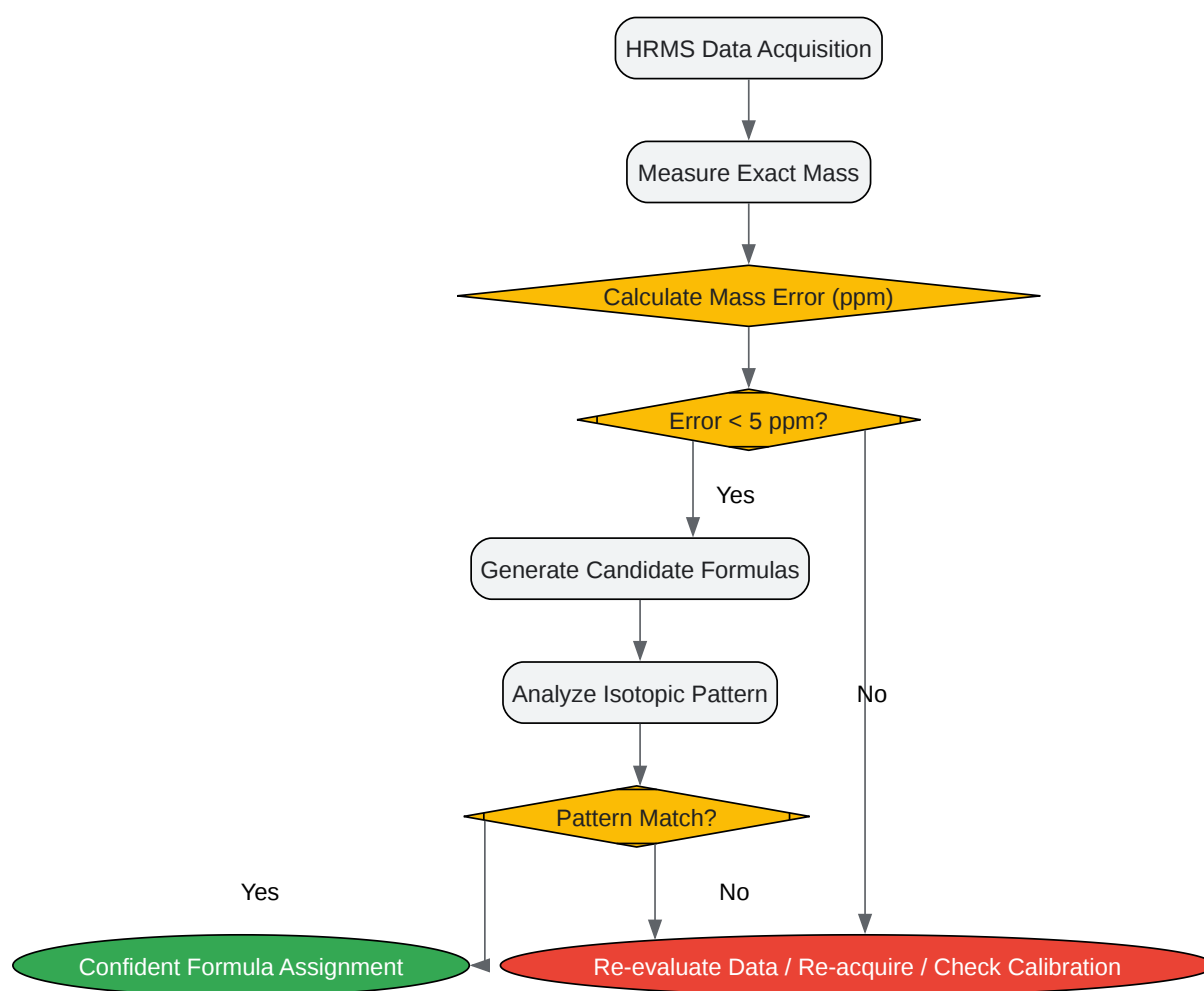 HRMS Data Acquisition
Measure Exact Mass
Calculate Mass Error (ppm)
Error < 5 ppm?
Yes
Generate Candidate Formulas
Analyze Isotopic Pattern
No
Pattern Match?
Yes
No
Confident Formula Assignment
Re-evaluate Data / Re-acquire / Check Calibration